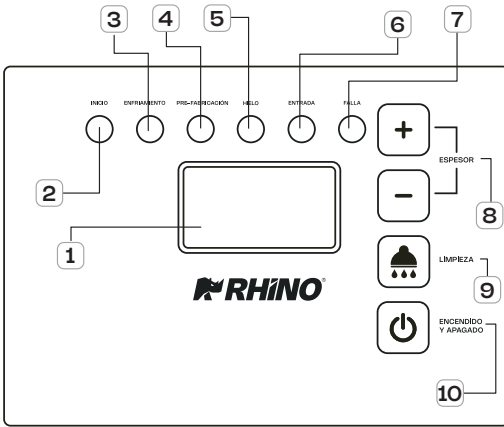 3 4 5 6 7
INICIO ENFRIAMIENTO PRE-FABRICACIÓN HIELO ENTRADA FALLA
+
ESPESOR
2
-
8
1
LIMPIEZA
RHINO®
9
ENCENDIDO
Y APAGADO
10